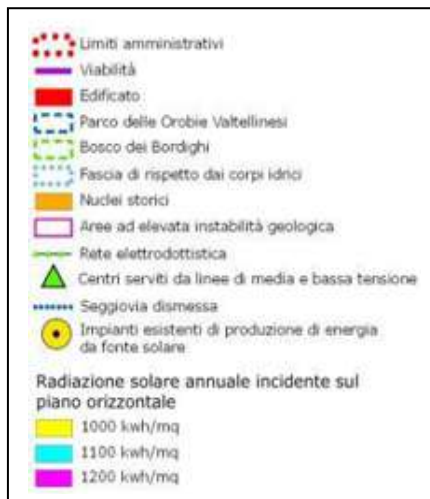 Limiti amministrativi
Viabilità
Edificato
Parco delle Orobie Valtellinesi
Bosco dei Bordighi
Fascia di rispetto dai corpi idrici
Nuclei storici
Aree ad elevata instabilità geologica
Rete elettrodottistica
Centri serviti da linee di media e bassa tensione
Seggiovia dismessa
Impianti esistenti di produzione di energia
da fonte solare
Radiazione solare annuale incidente sul
piano orizzontale
1000 kwh/mq
1100 kwh/mq
1200 kwh/mq